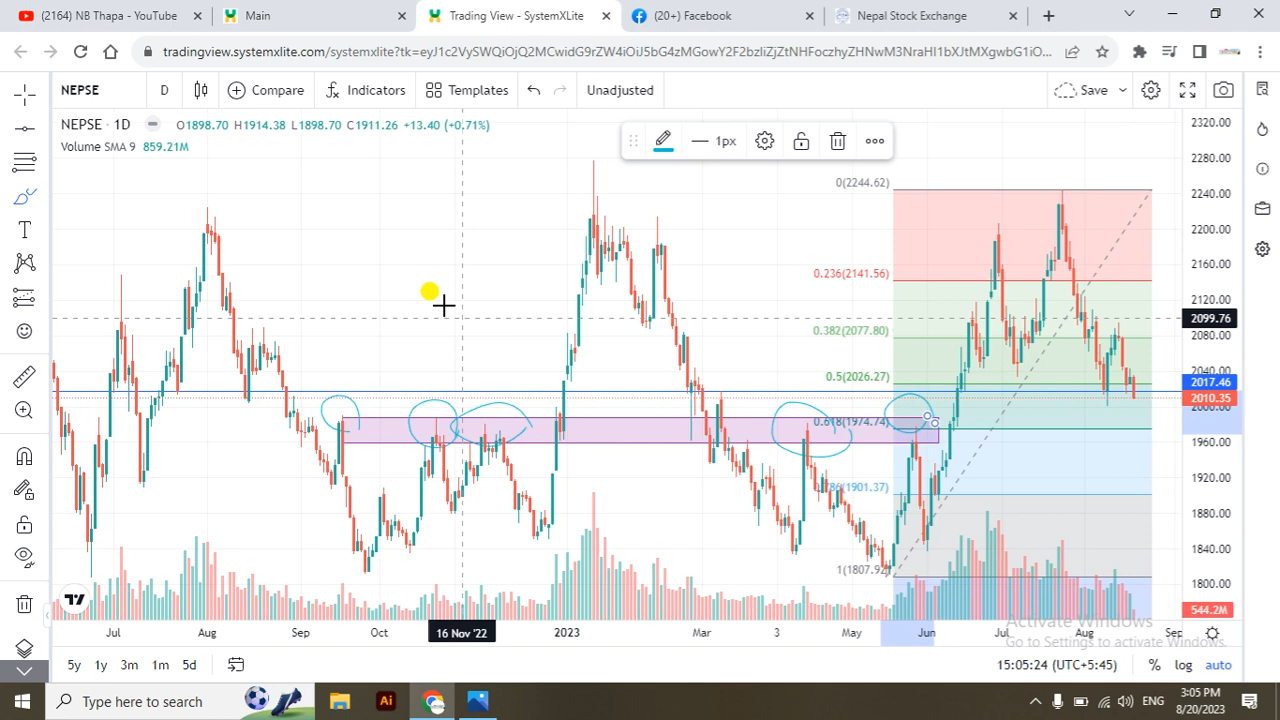 (2164) NB Thapa - YouTube
Main
Trading View - SystemXLite
(20+) Facebook
Nepal Stock Exchange
tradingview.systemxlite.com/systemxlite?tk=
NEPSE
D
Compare
Indicators
Templates
Unadjusted
Save
NEPSE · 1D
O1898.70 H1914.38 L1898.70 C1911.26 +13.40 (+0.71%)
Volume SMA 9 859.21M
1px
2320.00
2280.00
2240.00
2200.00
2160.00
2120.00
2099.76
2080.00
2040.00
2017.46
2010.35
2000.00
1960.00
1920.00
1880.00
1840.00
1800.00
544.2M
0(2244.62)
0.236(2141.56)
0.382(2077.80)
0.5(2026.27)
0.618(1974.74)
0.786(1901.37)
1(1807.92)
Jul
Aug
Sep
Oct
16 Nov '22
2023
Mar
3
May
Jun
Jul
Aug
Sep
Activate Windows
Go to Settings to activate Windows.
5y
1y
3m
1m
5d
15:05:24 (UTC+5:45)
%
log
auto
Type here to search
Ai
ENG
3:05 PM
8/20/2023